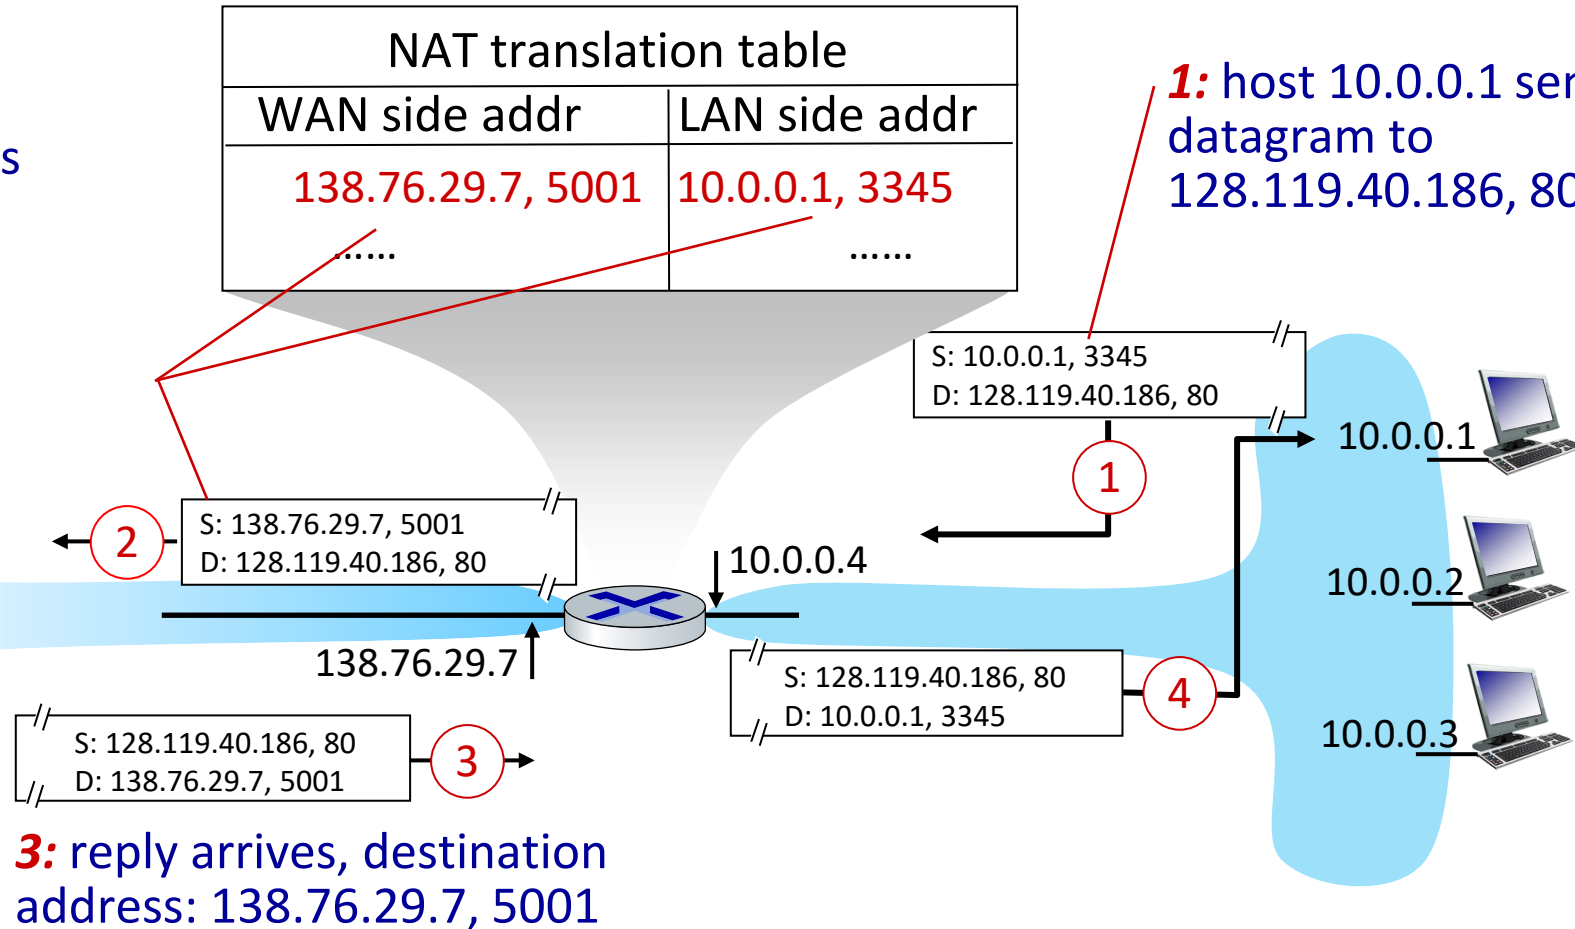 NAT translation table
WAN side addr LAN side addr
138.76.29.7, 5001 10.0.0.1, 3345
...... ......
s
1: host 10.0.0.1 ser
datagram to
128.119.40.186, 80
S: 10.0.0.1, 3345
D: 128.119.40.186, 80
1
10.0.0.1
2
S: 138.76.29.7, 5001
D: 128.119.40.186, 80
10.0.0.4
10.0.0.2
138.76.29.7
S: 128.119.40.186, 80
D: 10.0.0.1, 3345
4
10.0.0.3
S: 128.119.40.186, 80
D: 138.76.29.7, 5001
3
3: reply arrives, destination
address: 138.76.29.7, 5001